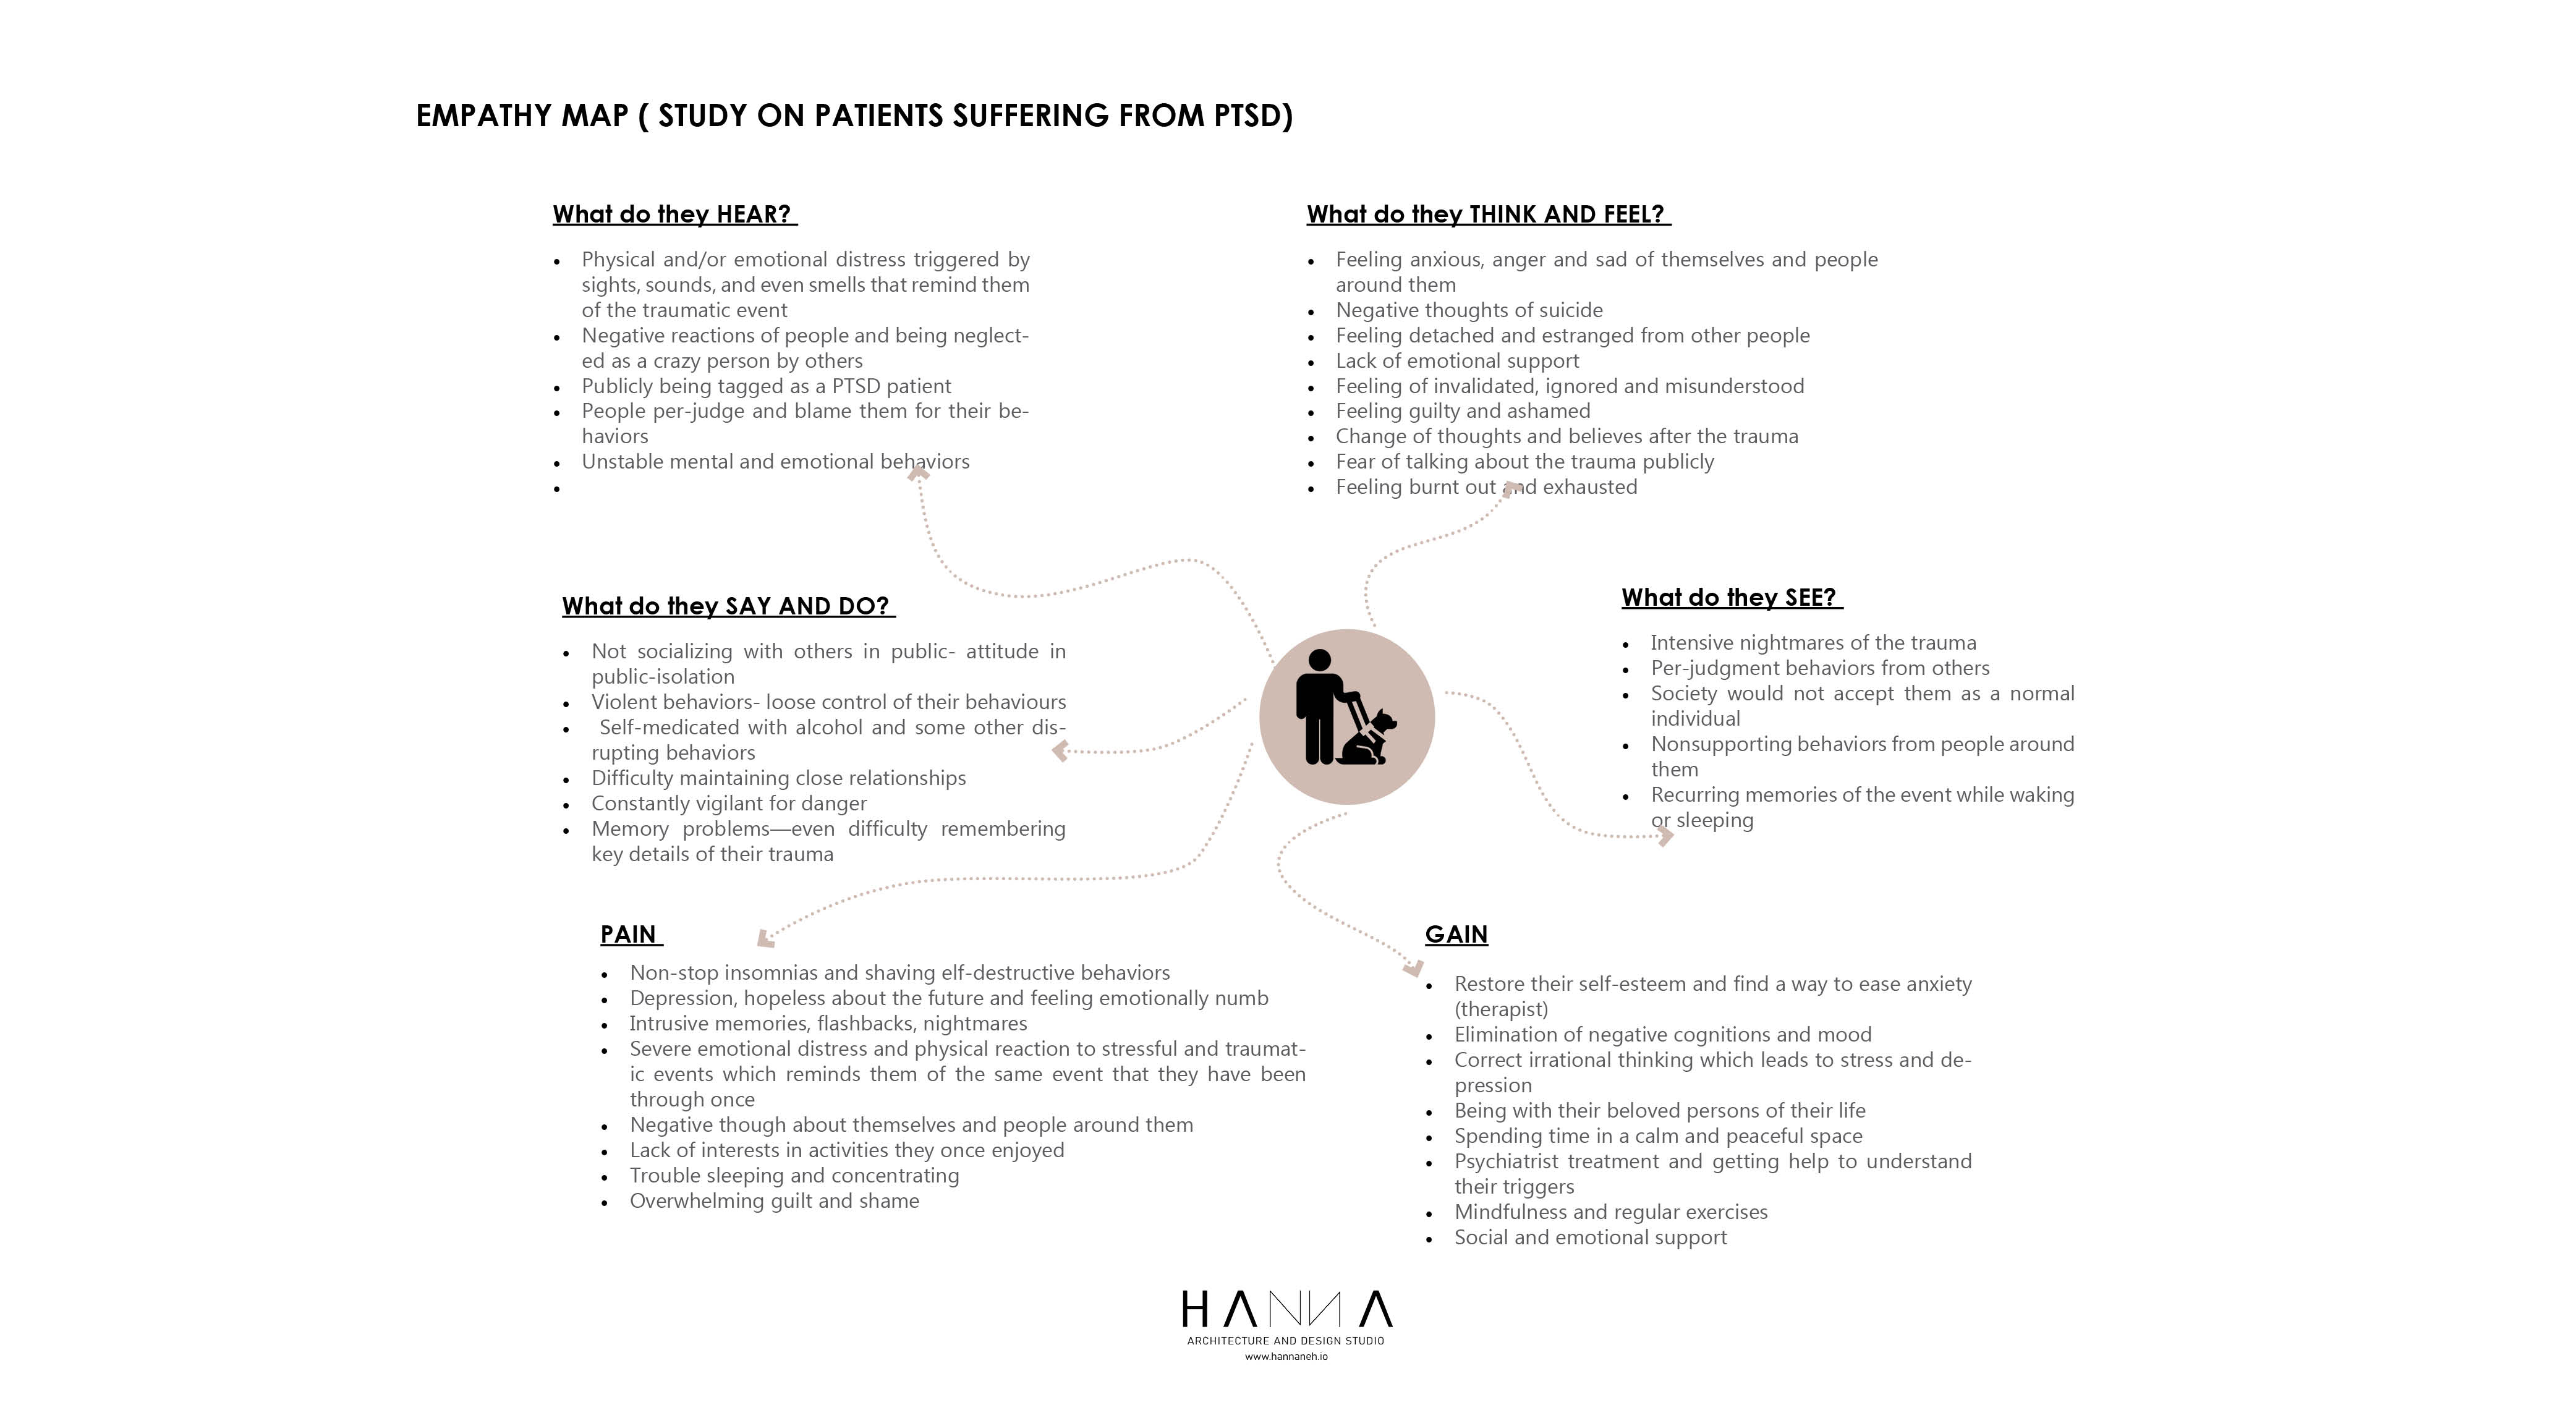 EMPATHY MAP ( STUDY ON PATIENTS SUFFERING FROM PTSD)
What do they HEAR?
• Physical and/or emotional distress triggered by
sights, sounds, and even smells that remind them
of the traumatic event
• Negative reactions of people and being neglect-
ed as a crazy person by others
• Publicly being tagged as a PTSD patient
• People per-judge and blame them for their be-
haviors
• Unstable mental and emotional behaviors
•
What do they THINK AND FEEL?
• Feeling anxious, anger and sad of themselves and people
around them
• Negative thoughts of suicide
• Feeling detached and estranged from other people
• Lack of emotional support
• Feeling of invalidated, ignored and misunderstood
• Feeling guilty and ashamed
• Change of thoughts and believes after the trauma
• Fear of talking about the trauma publicly
• Feeling burnt out and exhausted
What do they SAY AND DO?
• Not socializing with others in public- attitude in
public-isolation
• Violent behaviors- loose control of their behaviours
• Self-medicated with alcohol and some other dis-
rupting behaviors
• Difficulty maintaining close relationships
• Constantly vigilant for danger
• Memory problems—even difficulty remembering
key details of their trauma
What do they SEE?
• Intensive nightmares of the trauma
• Per-judgment behaviors from others
• Society would not accept them as a normal
individual
• Nonsupporting behaviors from people around
them
• Recurring memories of the event while waking
or sleeping
PAIN
• Non-stop insomnias and shaving elf-destructive behaviors
• Depression, hopeless about the future and feeling emotionally numb
• Intrusive memories, flashbacks, nightmares
• Severe emotional distress and physical reaction to stressful and traumat-
ic events which reminds them of the same event that they have been
through once
• Negative though about themselves and people around them
• Lack of interests in activities they once enjoyed
• Trouble sleeping and concentrating
• Overwhelming guilt and shame
GAIN
• Restore their self-esteem and find a way to ease anxiety
(therapist)
• Elimination of negative cognitions and mood
• Correct irrational thinking which leads to stress and de-
pression
• Being with their beloved persons of their life
• Spending time in a calm and peaceful space
• Psychiatrist treatment and getting help to understand
their triggers
• Mindfulness and regular exercises
• Social and emotional support
HANNA
ARCHITECTURE AND DESIGN STUDIO
www.hannaneh.io